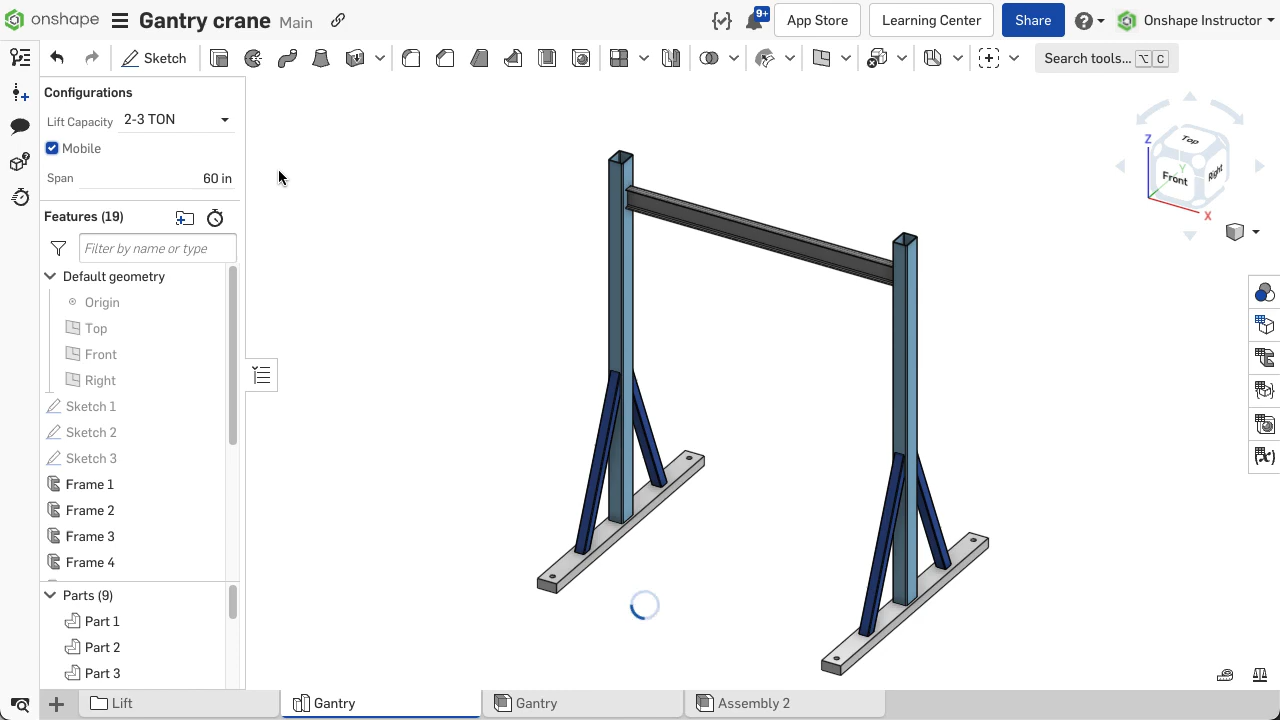 onshape Gantry crane Main 9+ App Store Learning Center Share Onshape Instructor
Sketch Search tools... ⌥ C
Configurations
Lift Capacity 2-3 TON
Mobile
Span 60 in
Features (19)
Filter by name or type
Default geometry
Origin
Top
Front
Right
Sketch 1
Sketch 2
Sketch 3
Frame 1
Frame 2
Frame 3
Frame 4
Parts (9)
Part 1
Part 2
Part 3
Z
Top
Y
Front Right
X
Lift Gantry Gantry Assembly 2